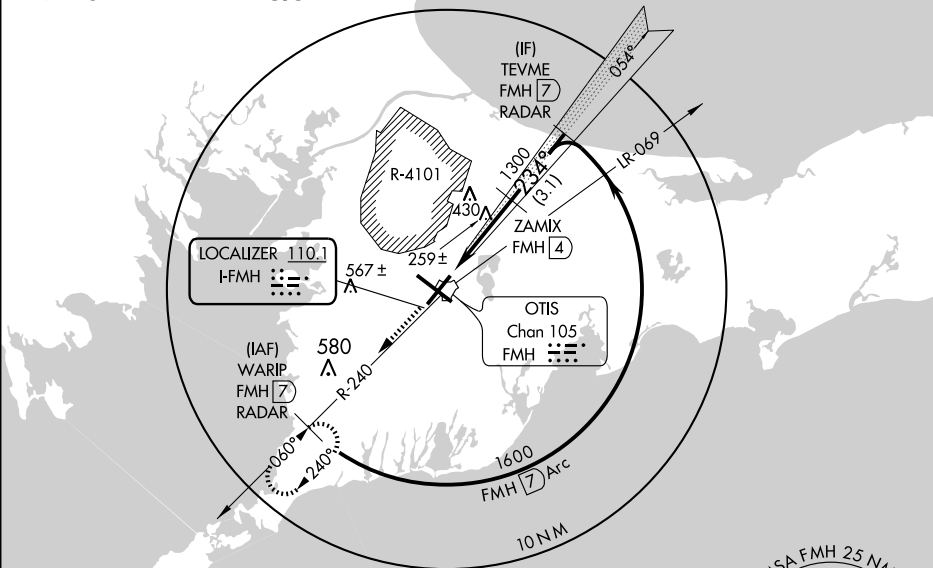 (IF)
TEVME
FMH 7
RADAR
054°
LR-069
R-4101
1300
234°
(3.1)
430
ZAMIX
FMH 4
259 ±
LOCALIZER 110.1
I-FMH
567 ±
OTIS
Chan 105
FMH
(IAF)
WARIP
FMH 7
RADAR
580
R-240
060°
240°
1600
FMH 7 Arc
10 NM
MSA FMH 25 NM